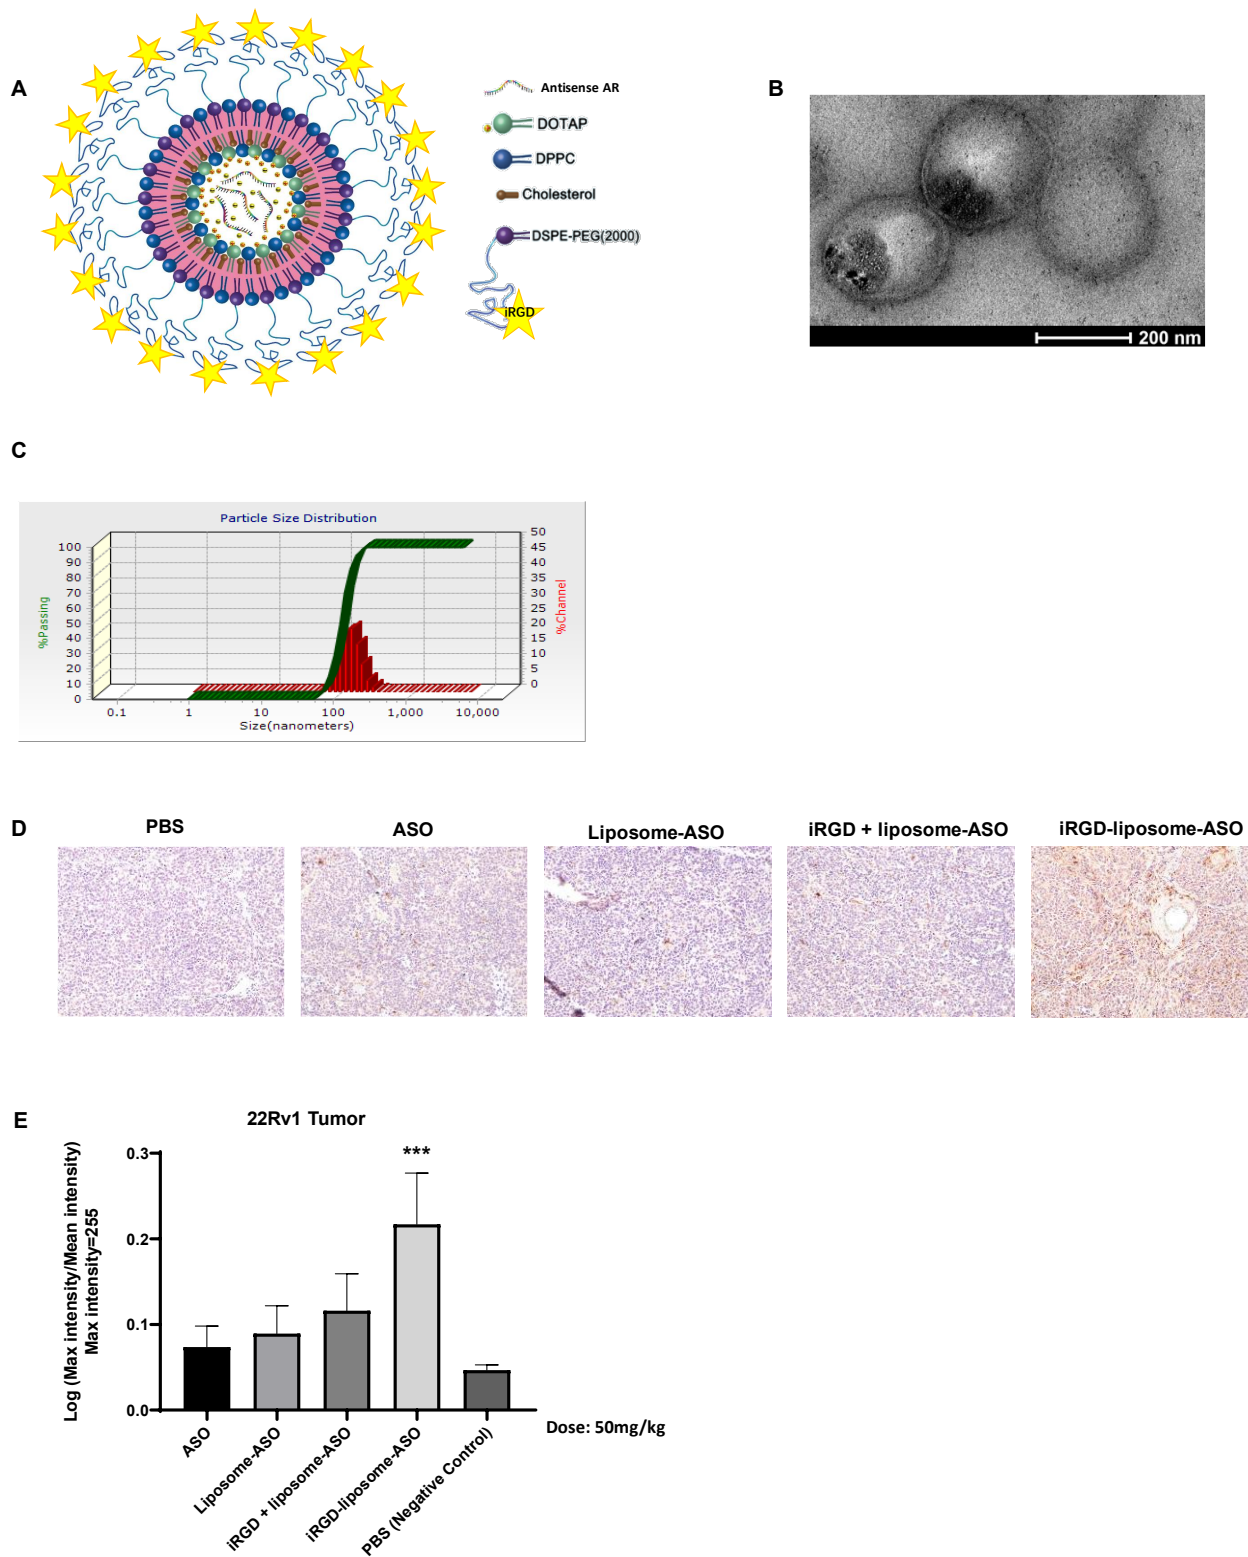 A
Antisense AR
DOTAP
DPPC
Cholesterol
DSPE-PEG(2000)
iRGD
B
200 nm
C
Particle Size Distribution
%Passing
100
90
80
70
60
50
40
30
20
10
0
50
45
40
35
30
25
20
15
10
5
0
%Channel
0.1
1
10
100
1,000
10,000
Size(nanometers)
D
PBS
ASO
Liposome-ASO
iRGD + liposome-ASO
iRGD-liposome-ASO
E
22Rv1 Tumor
Log (Max intensity/Mean intensity)
Max intensity=255
0.3
0.2
0.1
0.0
***
ASO
Liposome-ASO
iRGD + liposome-ASO
iRGD-liposome-ASO
PBS (Negative Control)
Dose: 50mg/kg